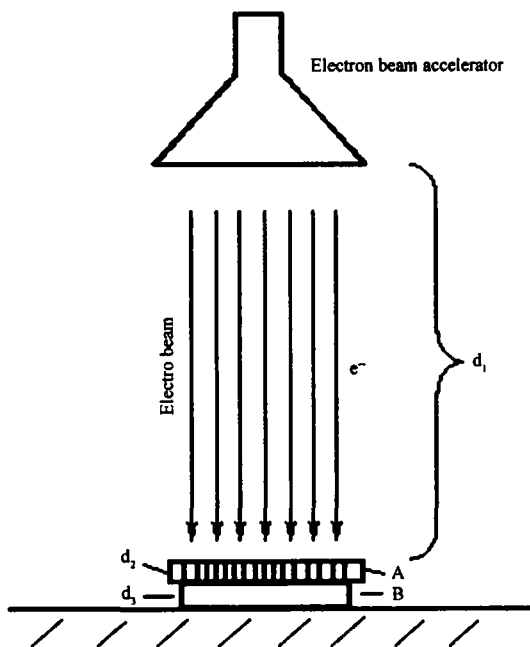 Electron beam accelerator
Electro beam
e⁻
d₁
d₂
A
d₃
B